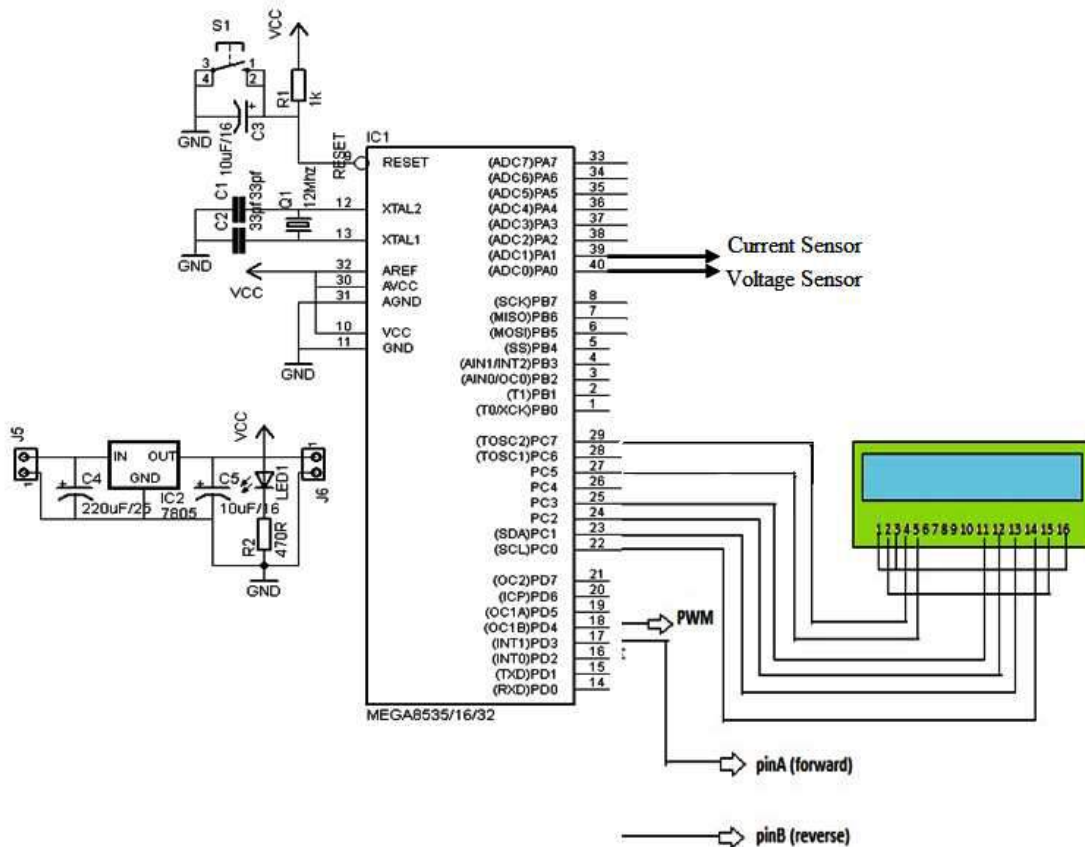 S1
3 1
4 2
VCC
R1
1k
GND
10uF/16
C3
+
RESET
IC1
8 RESET
C1
33pf
C2
33pf
GND
Q1
12Mhz
12 XTAL2
13 XTAL1
VCC
32 AREF
30 AVCC
31 AGND
10 VCC
11 GND
GND
(ADC7)PA7 33
(ADC6)PA6 34
(ADC5)PA5 35
(ADC4)PA4 36
(ADC3)PA3 37
(ADC2)PA2 38
(ADC1)PA1 39
(ADC0)PA0 40
Current Sensor
Voltage Sensor
(SCK)PB7 8
(MISO)PB6 7
(MOSI)PB5 6
(SS)PB4 5
(AIN1/INT2)PB3 4
(AIN0/OC0)PB2 3
(T1)PB1 2
(T0/XCK)PB0 1
(TOSC2)PC7 29
(TOSC1)PC6 28
PC5 27
PC4 26
PC3 25
PC2 24
(SDA)PC1 23
(SCL)PC0 22
(OC2)PD7 21
(ICP)PD6 20
(OC1A)PD5 19
(OC1B)PD4 18
(INT1)PD3 17
(INT0)PD2 16
(TXD)PD1 15
(RXD)PD0 14
MEGA8535/16/32
J5
1
+
C4
220uF/25
IN OUT
GND
IC2
7805
+
C5
10uF/16
VCC
LED1
R2
470R
GND
1
J6
1 2 3 4 5 6 7 8 9 10 11 12 13 14 15 16
PWM
pinA (forward)
pinB (reverse)